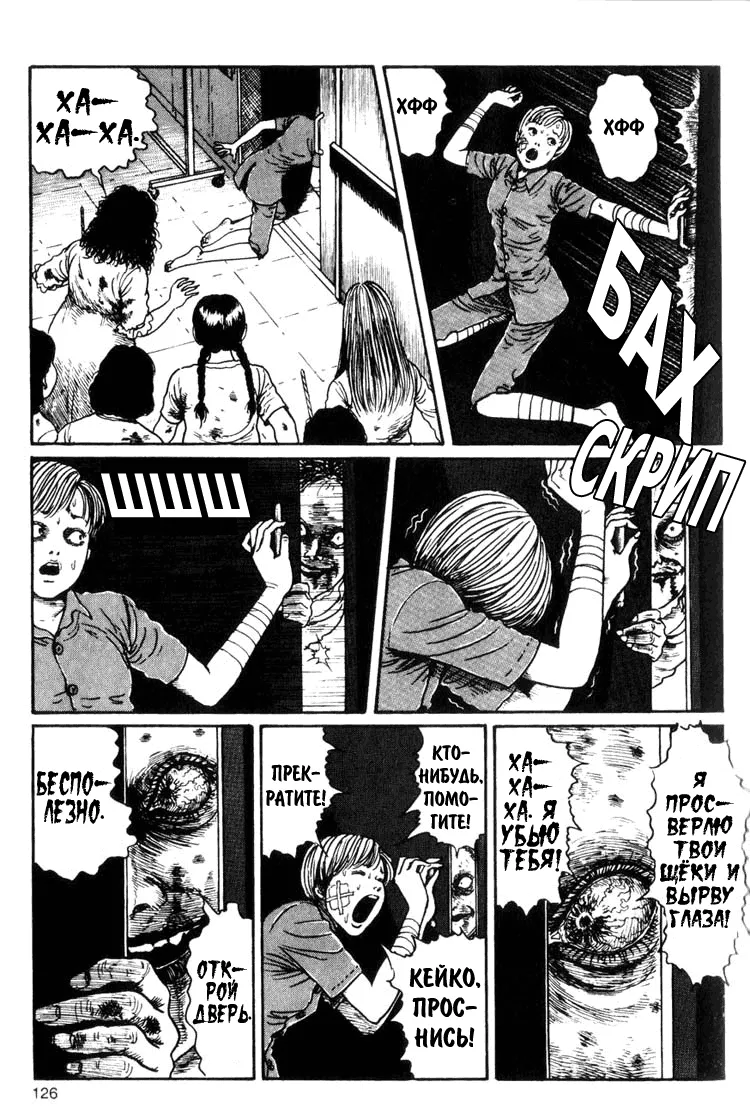 ХА—
ХА—ХА.
ХФФ
ХФФ
БАХ
СКРИП
ШШШ
БЕСПО-
ЛЕЗНО.
ОТК-
РОЙ
ДВЕРЬ.
ПРЕК-
РАТИТЕ!
КТО-
НИБУДЬ,
ПОМО-
ГИТЕ!
КЕЙКО,
ПРОС-
НИСЬ!
ХА—
ХА—
ХА. Я
УБЬЮ
ТЕБЯ!
Я
ПРОС-
ВЕРЛЮ
ТВОИ
ЩЁКИ И
ВЫРВУ
ГЛАЗА!
126